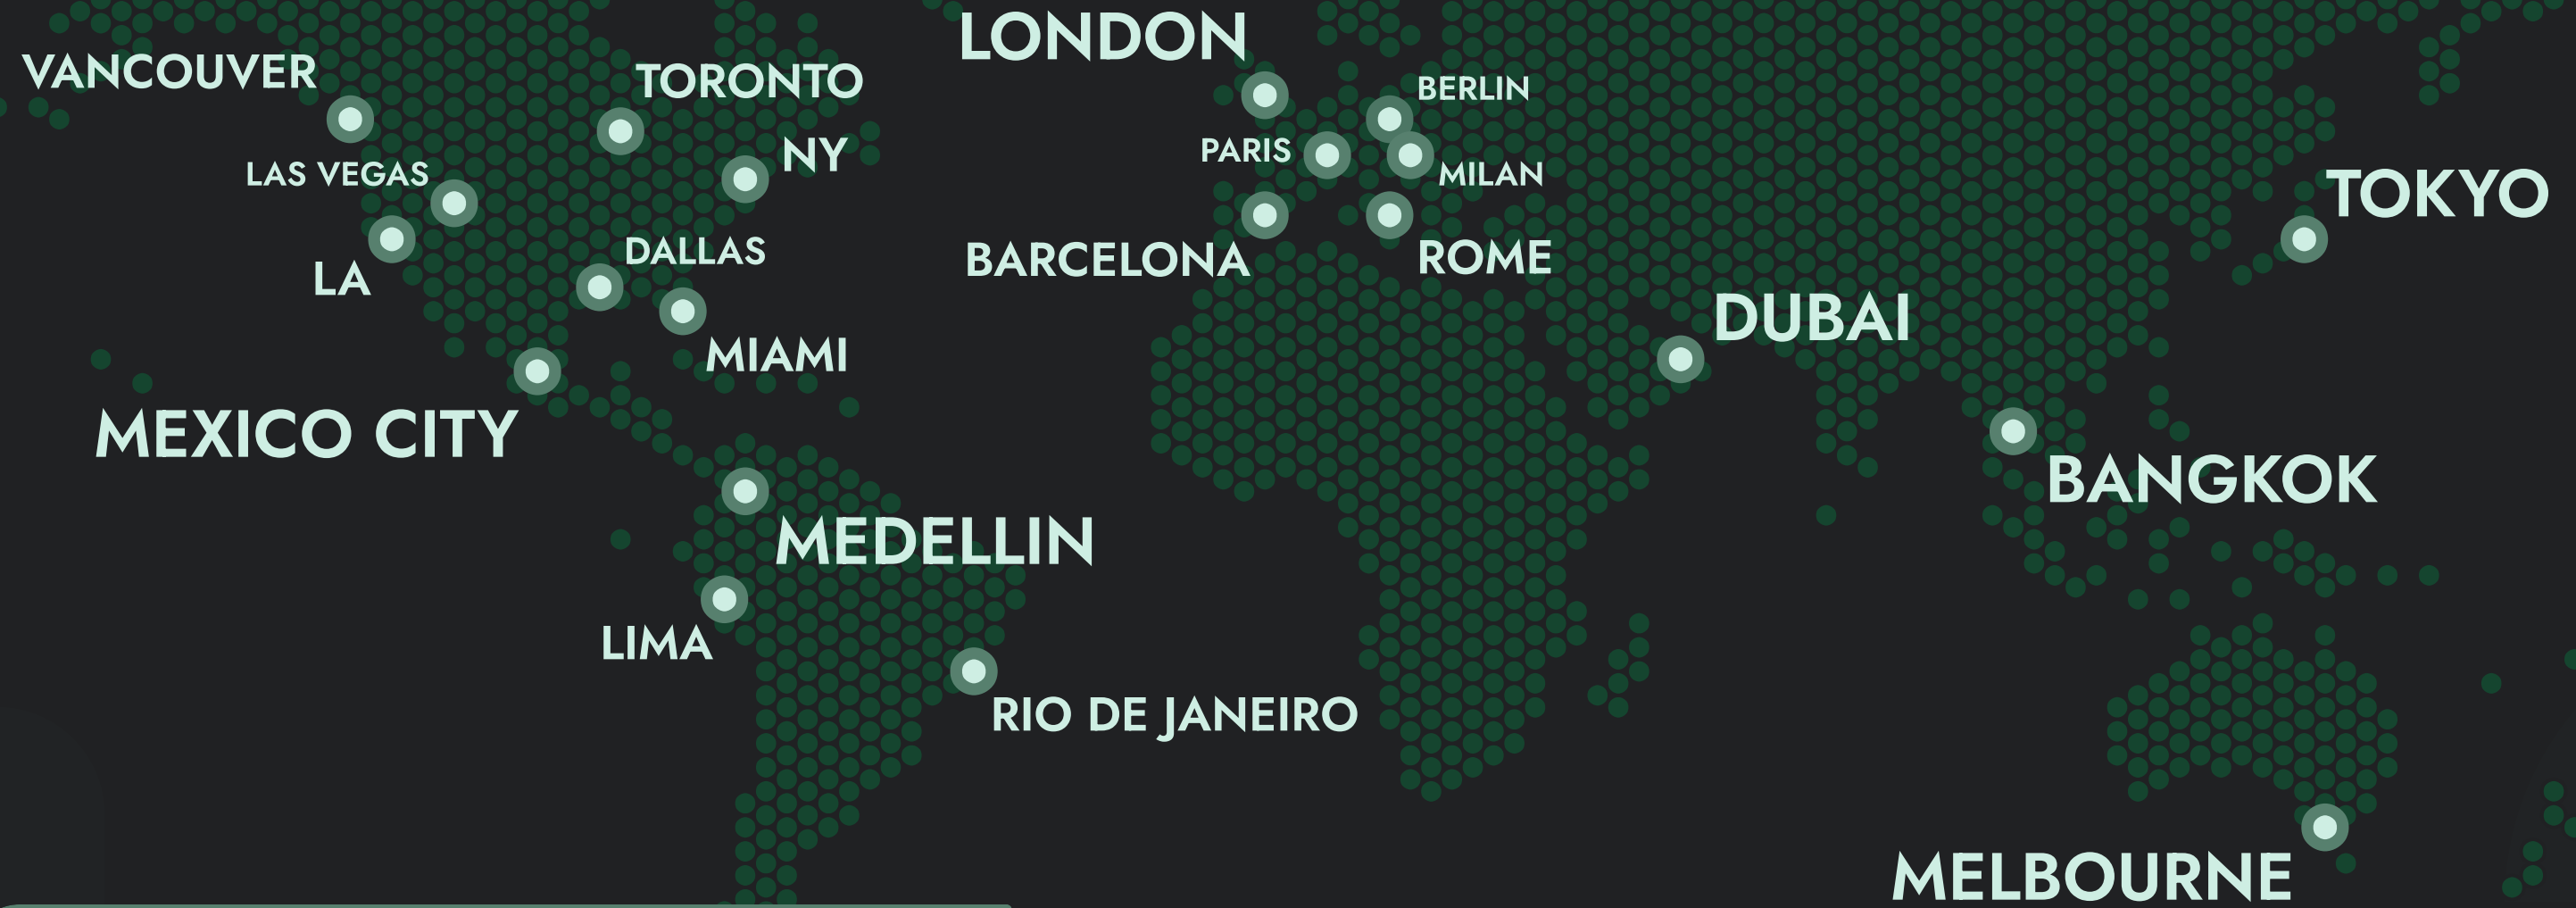 LONDON
VANCOUVER
TORONTO
BERLIN
NY
PARIS
LAS VEGAS
MILAN
TOKYO
DALLAS
BARCELONA
ROME
LA
DUBAI
MIAMI
MEXICO CITY
BANGKOK
MEDELLIN
LIMA
RIO DE JANEIRO
MELBOURNE